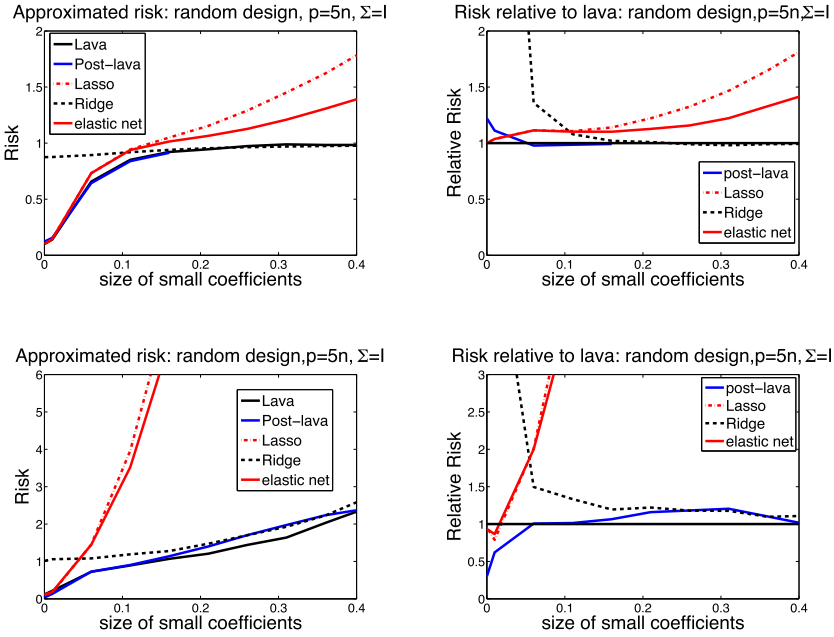 Approximated risk: random design, p=5n, Σ=I
2
1.5
1
0.5
0
Risk
Lava
Post−lava
Lasso
Ridge
elastic net
0
0.1
0.2
0.3
0.4
size of small coefficients
Risk relative to lava: random design,p=5n,Σ=I
2
1.5
1
0.5
0
Relative Risk
post−lava
Lasso
Ridge
elastic net
0
0.1
0.2
0.3
0.4
size of small coefficients
Approximated risk: random design,p=5n, Σ=I
6
5
4
3
2
1
0
Risk
Lava
Post−lava
Lasso
Ridge
elastic net
0
0.1
0.2
0.3
0.4
size of small coefficients
Risk relative to lava: random design,p=5n, Σ=I
3
2.5
2
1.5
1
0.5
0
Relative Risk
post−lava
Lasso
Ridge
elastic net
0
0.1
0.2
0.3
0.4
size of small coefficients